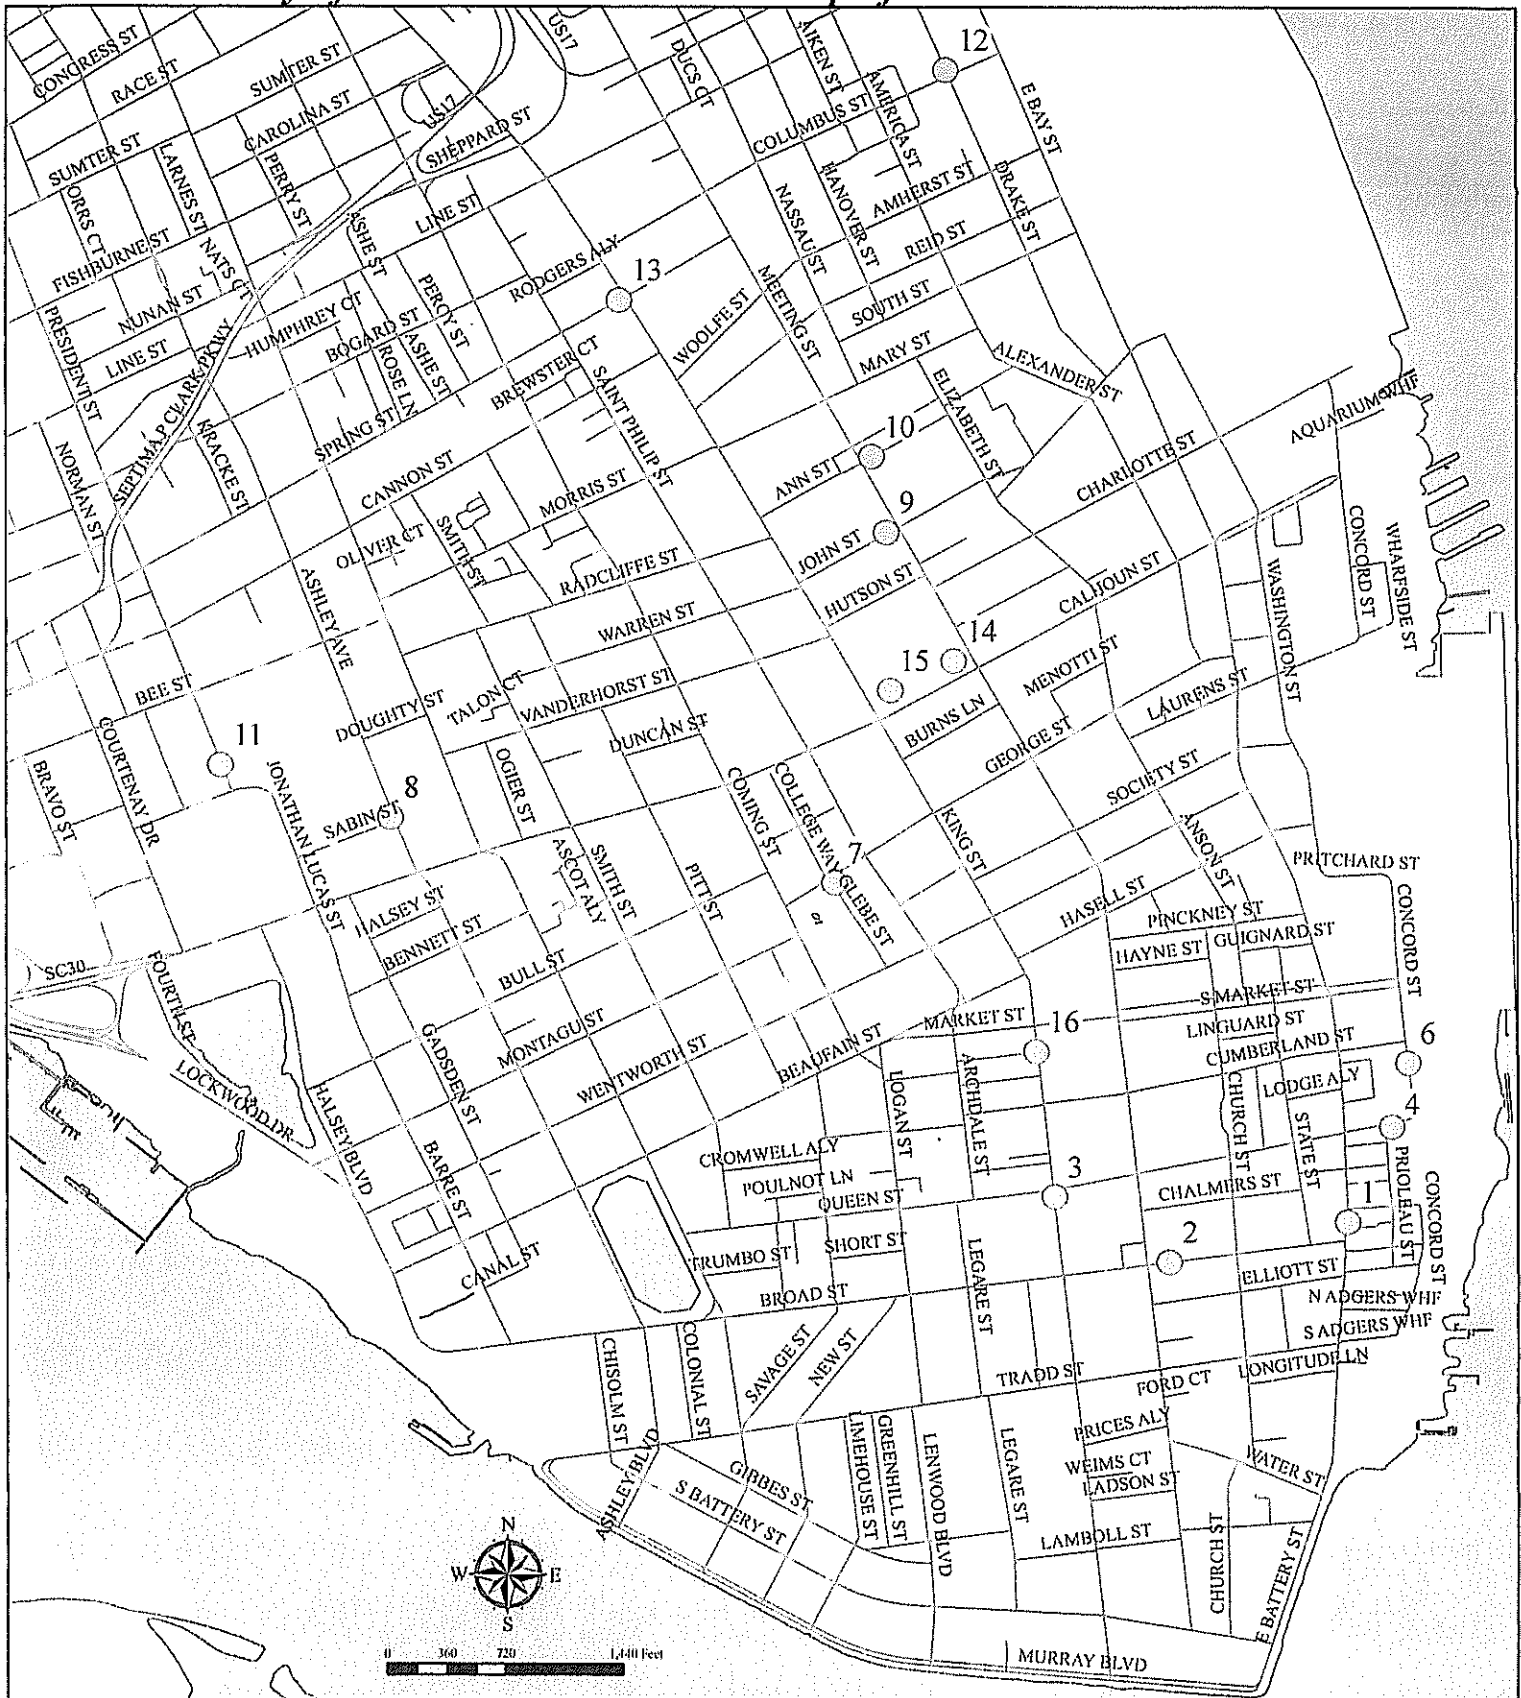 12
US17
CONGRESS ST
RACE ST
SUMTER ST
DUCS CT
AIKEN ST
AMERICA ST
E BAY ST
CAROLINA ST
US17
SHEPPARD ST
COLUMBUS ST
SUMTER ST
LARNES ST
PERRY ST
ORRS CT
HANOVER ST
AMHERST ST
DRAKE ST
NASSAU ST
LINE ST
ASHE ST
REID ST
FISHBURNE ST
NATS CT
RODGERS ALY
13
MEETING ST
PERCY ST
NUNAN ST
HUMPHREY CT
BOGARD ST
WOOLFE ST
SOUTH ST
PRESIDENT ST
LINE ST
SEPTIMA P CLARK PKWY
ASHE ST
ROSE LN
BREWSTER CT
MARY ST
ALEXANDER ST
ELIZABETH ST
SAINT PHILIP ST
AQUARIUM WHF
SPRING ST
KRACKE ST
NORMAN ST
10
ANN ST
CHARLOTTE ST
CANNON ST
MORRIS ST
9
JOHN ST
OLIVER CT
SMITH ST
CONCORD ST
WHARFSIDE ST
RADCLIFFE ST
HUTSON ST
CALHOUN ST
WASHINGTON ST
ASHLEY AVE
WARREN ST
14
15
MENOTTI ST
BEE ST
DOUGHTY ST
TALON CT
VANDERHORST ST
LAURENS ST
BURNS LN
GEORGE ST
DUNCAN ST
COURTENAY DR
11
BRAVO ST
JONATHAN LUCAS ST
SABIN ST
8
OGIER ST
COMING ST
COLLEGE WAY
SOCIETY ST
KING ST
ANSON ST
7
GLEBE ST
PRITCHARD ST
ASCOT ALY
SMITH ST
PITT ST
HALSEY ST
BENNETT ST
HASELL ST
PINCKNEY ST
CONCORD ST
HAYNE ST
GUIGNARD ST
BULL ST
SC30
FOURTH ST
S MARKET ST
MARKET ST
16
LINGUARD ST
MONTAGU ST
GADSDEN ST
WENTWORTH ST
BEAUFAIN ST
CUMBERLAND ST
6
LOCKWOOD DR
HALSEY BLVD
LOGAN ST
ARCHDALE ST
CHURCH ST
LODGE ALY
4
STATE ST
BARRE ST
CROMWELL ALY
PRIOLEAU ST
POULNOT LN
QUEEN ST
3
CHALMERS ST
1
CONCORD ST
CANAL ST
TRUMBO ST
SHORT ST
LEGARE ST
2
ELLIOTT ST
BROAD ST
N ADGERS WHF
S ADGERS WHF
CHISOLM ST
COLONIAL ST
SAVAGE ST
NEW ST
TRADD ST
LONGITUDE LN
FORD CT
PRICES ALY
LIMEHOUSE ST
GREENHILL ST
LENWOOD BLVD
LEGARE ST
ASHLEY BLVD
GIBBES ST
WEIMS CT
LADSON ST
WATER ST
S BATTERY ST
LAMBOLL ST
CHURCH ST
E BATTERY ST
N
W E
S
0 360 720 1,440 Feet
MURRAY BLVD